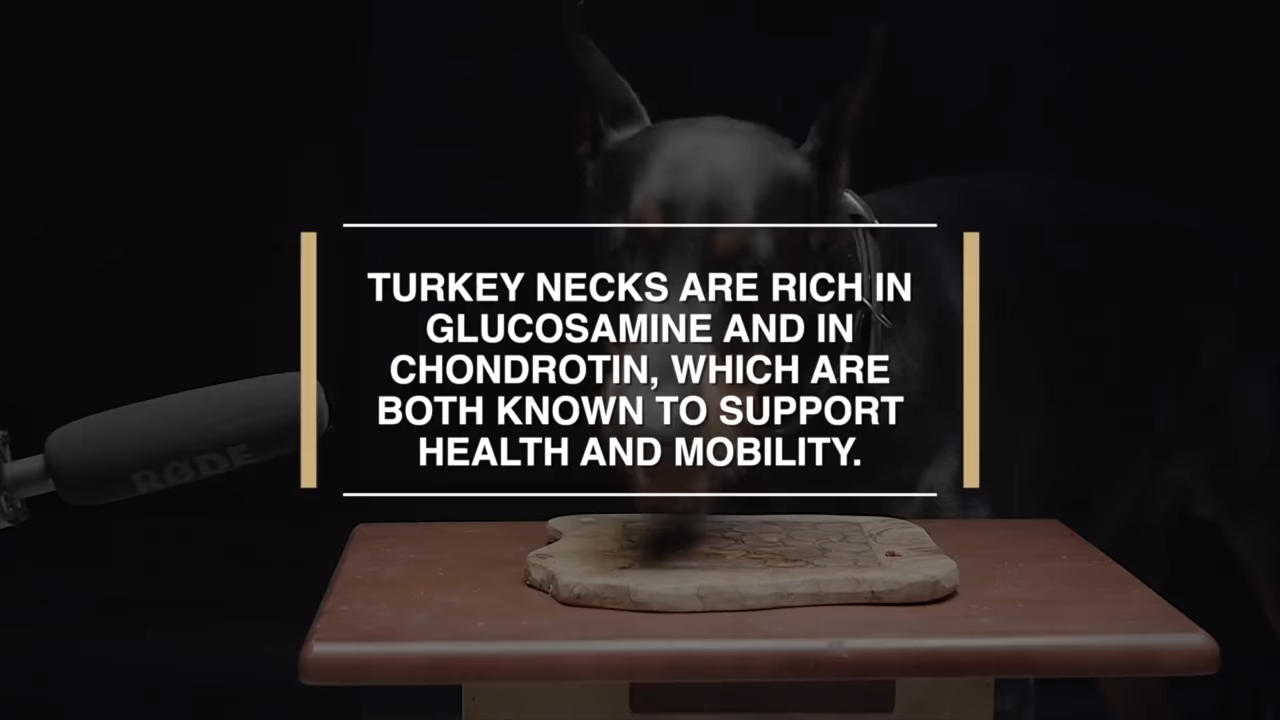 TURKEY NECKS ARE RICH IN
GLUCOSAMINE AND IN
CHONDROTIN, WHICH ARE
BOTH KNOWN TO SUPPORT
HEALTH AND MOBILITY.
RØDE